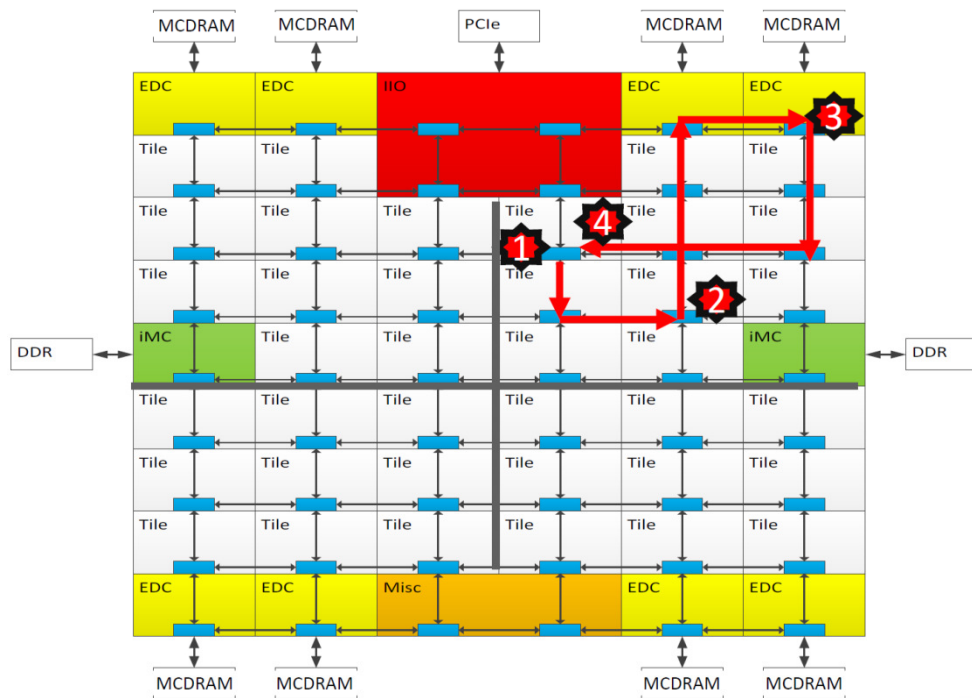 MCDRAM MCDRAM PCIe MCDRAM MCDRAM
EDC EDC IIO EDC EDC
3
Tile Tile Tile Tile
Tile Tile Tile Tile Tile Tile
4
1
Tile Tile Tile Tile Tile Tile
2
iMC Tile Tile Tile Tile iMC
DDR DDR
Tile Tile Tile Tile Tile Tile
Tile Tile Tile Tile Tile Tile
Tile Tile Tile Tile Tile Tile
EDC EDC Misc EDC EDC
MCDRAM MCDRAM MCDRAM MCDRAM